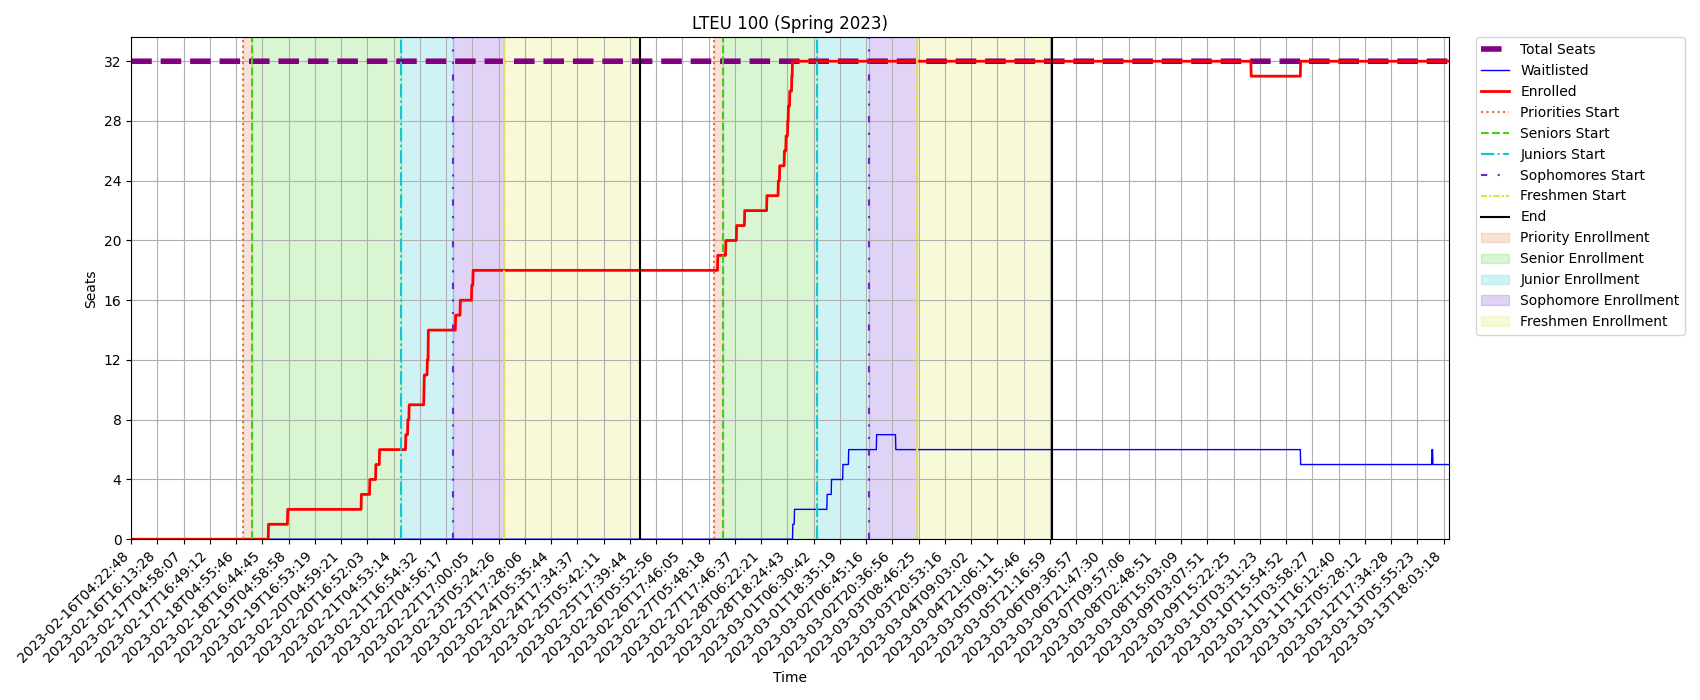 LTEU 100 (Spring 2023)
Total Seats
Waitlisted
Enrolled
Priorities Start
Seniors Start
Juniors Start
Sophomores Start
Freshmen Start
End
Priority Enrollment
Senior Enrollment
Junior Enrollment
Sophomore Enrollment
Freshmen Enrollment
Seats
32
28
24
20
16
12
8
4
0
2023-02-16T04:22:48
2023-02-16T16:13:28
2023-02-17T04:58:07
2023-02-17T16:49:12
2023-02-18T04:55:46
2023-02-18T16:44:45
2023-02-19T04:58:58
2023-02-19T16:53:19
2023-02-20T04:59:21
2023-02-20T16:52:03
2023-02-21T04:53:14
2023-02-21T16:54:32
2023-02-22T04:56:17
2023-02-22T17:00:05
2023-02-23T05:24:26
2023-02-23T17:28:06
2023-02-24T05:35:44
2023-02-24T17:34:37
2023-02-25T05:42:11
2023-02-25T17:39:44
2023-02-26T05:52:56
2023-02-26T17:46:05
2023-02-27T05:48:18
2023-02-27T17:46:37
2023-02-28T06:22:21
2023-02-28T18:24:43
2023-03-01T06:30:42
2023-03-01T18:35:19
2023-03-02T06:45:16
2023-03-02T20:36:56
2023-03-03T08:46:25
2023-03-03T20:53:16
2023-03-04T09:03:02
2023-03-04T21:06:11
2023-03-05T09:15:46
2023-03-05T21:16:59
2023-03-06T09:36:57
2023-03-06T21:47:30
2023-03-07T09:57:06
2023-03-08T02:48:51
2023-03-08T15:03:09
2023-03-09T03:07:51
2023-03-09T15:22:25
2023-03-10T03:31:23
2023-03-10T15:54:52
2023-03-11T03:58:27
2023-03-11T16:12:40
2023-03-12T05:28:12
2023-03-12T17:34:28
2023-03-13T05:55:23
2023-03-13T18:03:18
Time